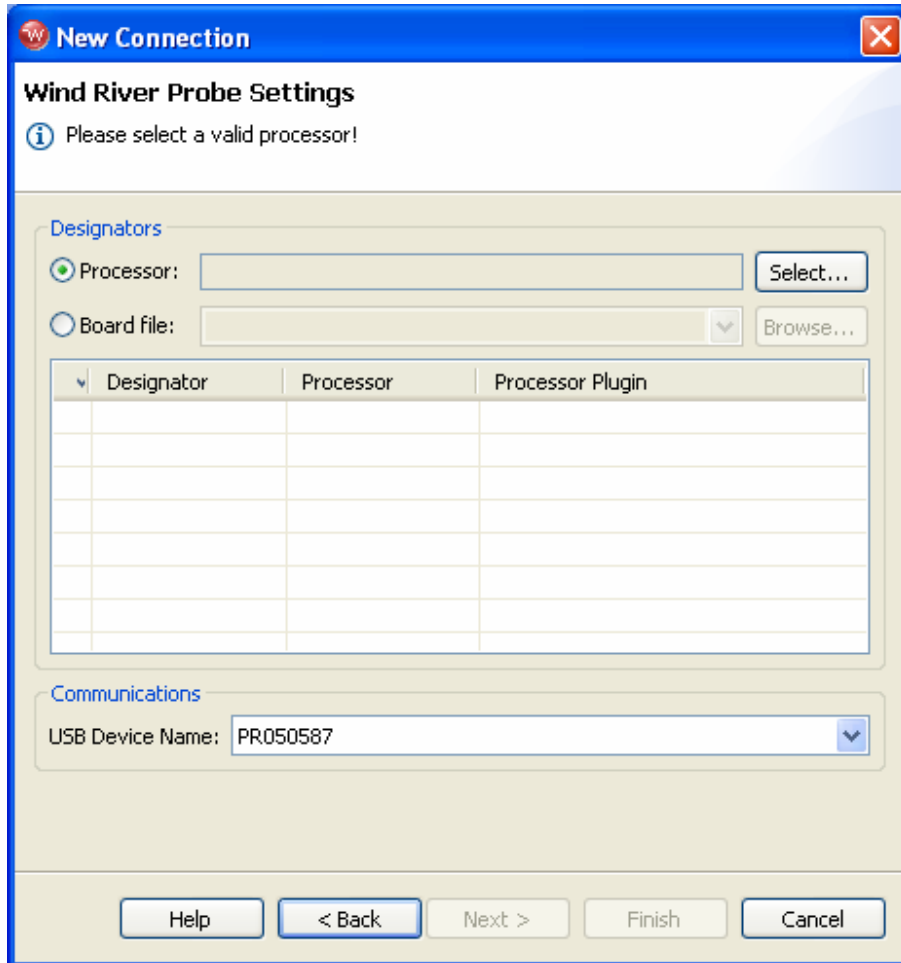 New Connection
Wind River Probe Settings
Please select a valid processor!
Designators
Processor: Select...
Board file: Browse...
Designator Processor Processor Plugin
Communications
USB Device Name: PR050587
Help < Back Next > Finish Cancel